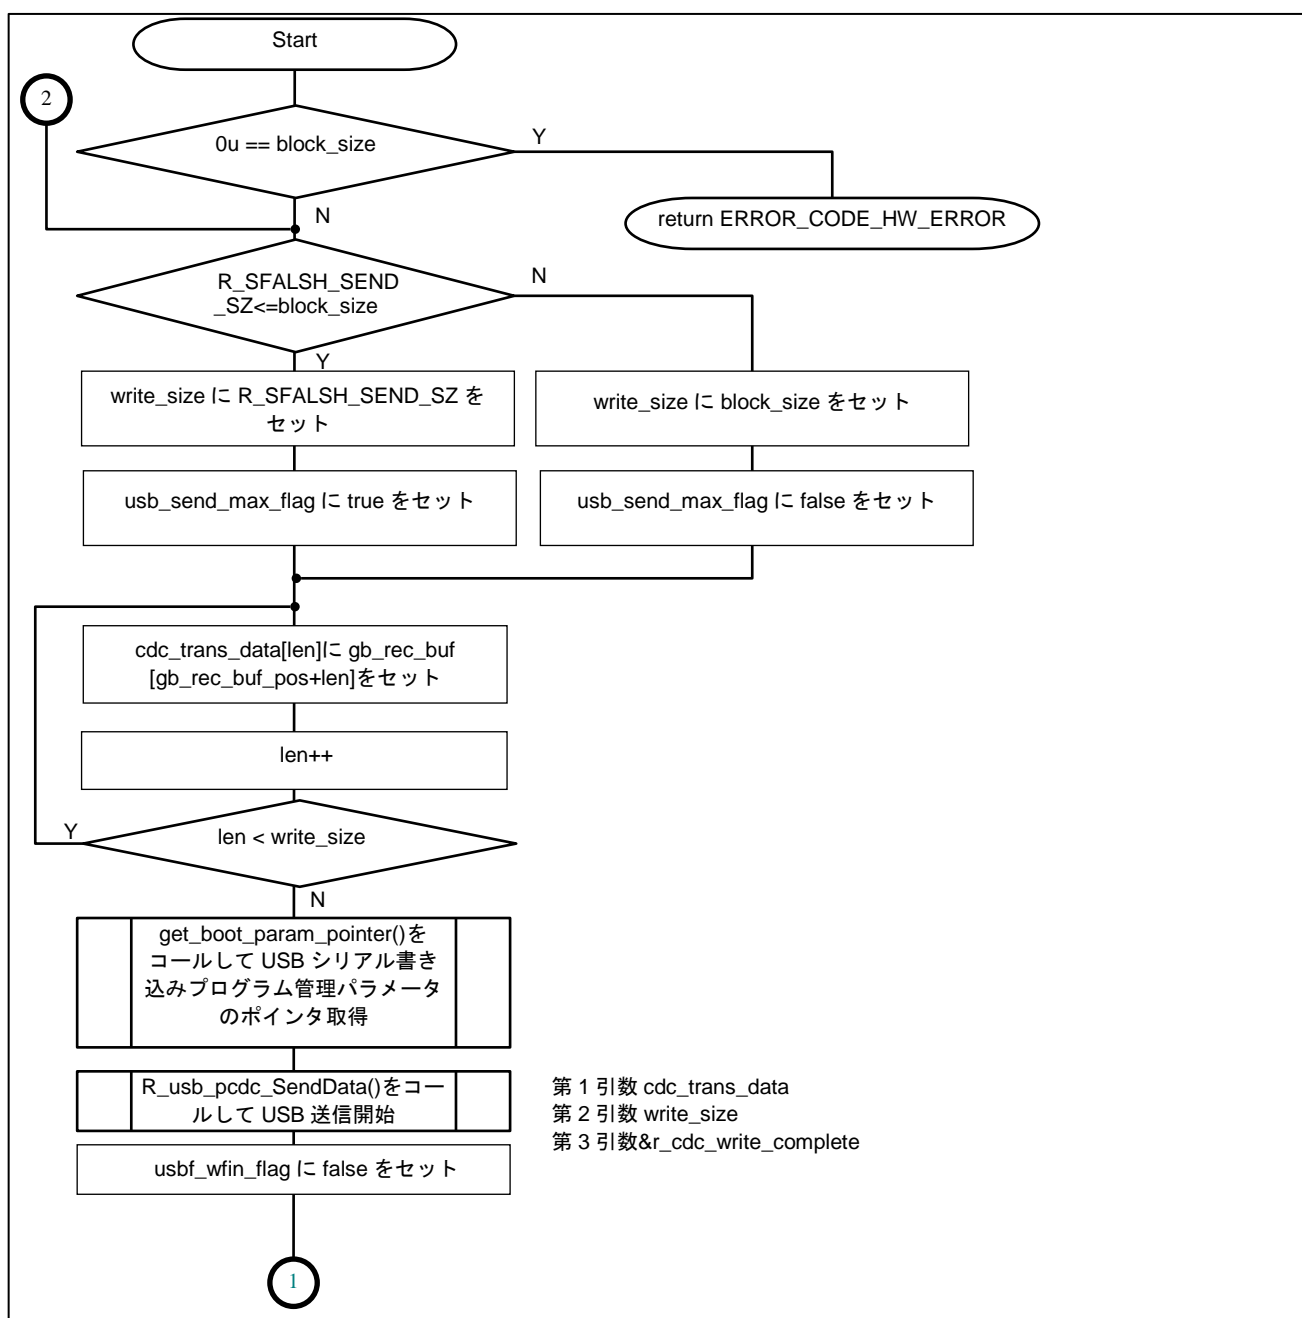 Start
2
0u == block_size
Y
N
return ERROR_CODE_HW_ERROR
R_SFALSH_SEND
_SZ<=block_size
N
Y
write_size に R_SFALSH_SEND_SZ を
セット
write_size に block_size をセット
usb_send_max_flag に true をセット
usb_send_max_flag に false をセット
cdc_trans_data[len]に gb_rec_buf
[gb_rec_buf_pos+len]をセット
len++
Y
len < write_size
N
get_boot_param_pointer()を
コールして USB シリアル書き
込みプログラム管理パラメータ
のポインタ取得
R_usb_pcdc_SendData()をコー
ルして USB 送信開始
第 1 引数 cdc_trans_data
第 2 引数 write_size
第 3 引数&r_cdc_write_complete
usbf_wfin_flag に false をセット
1